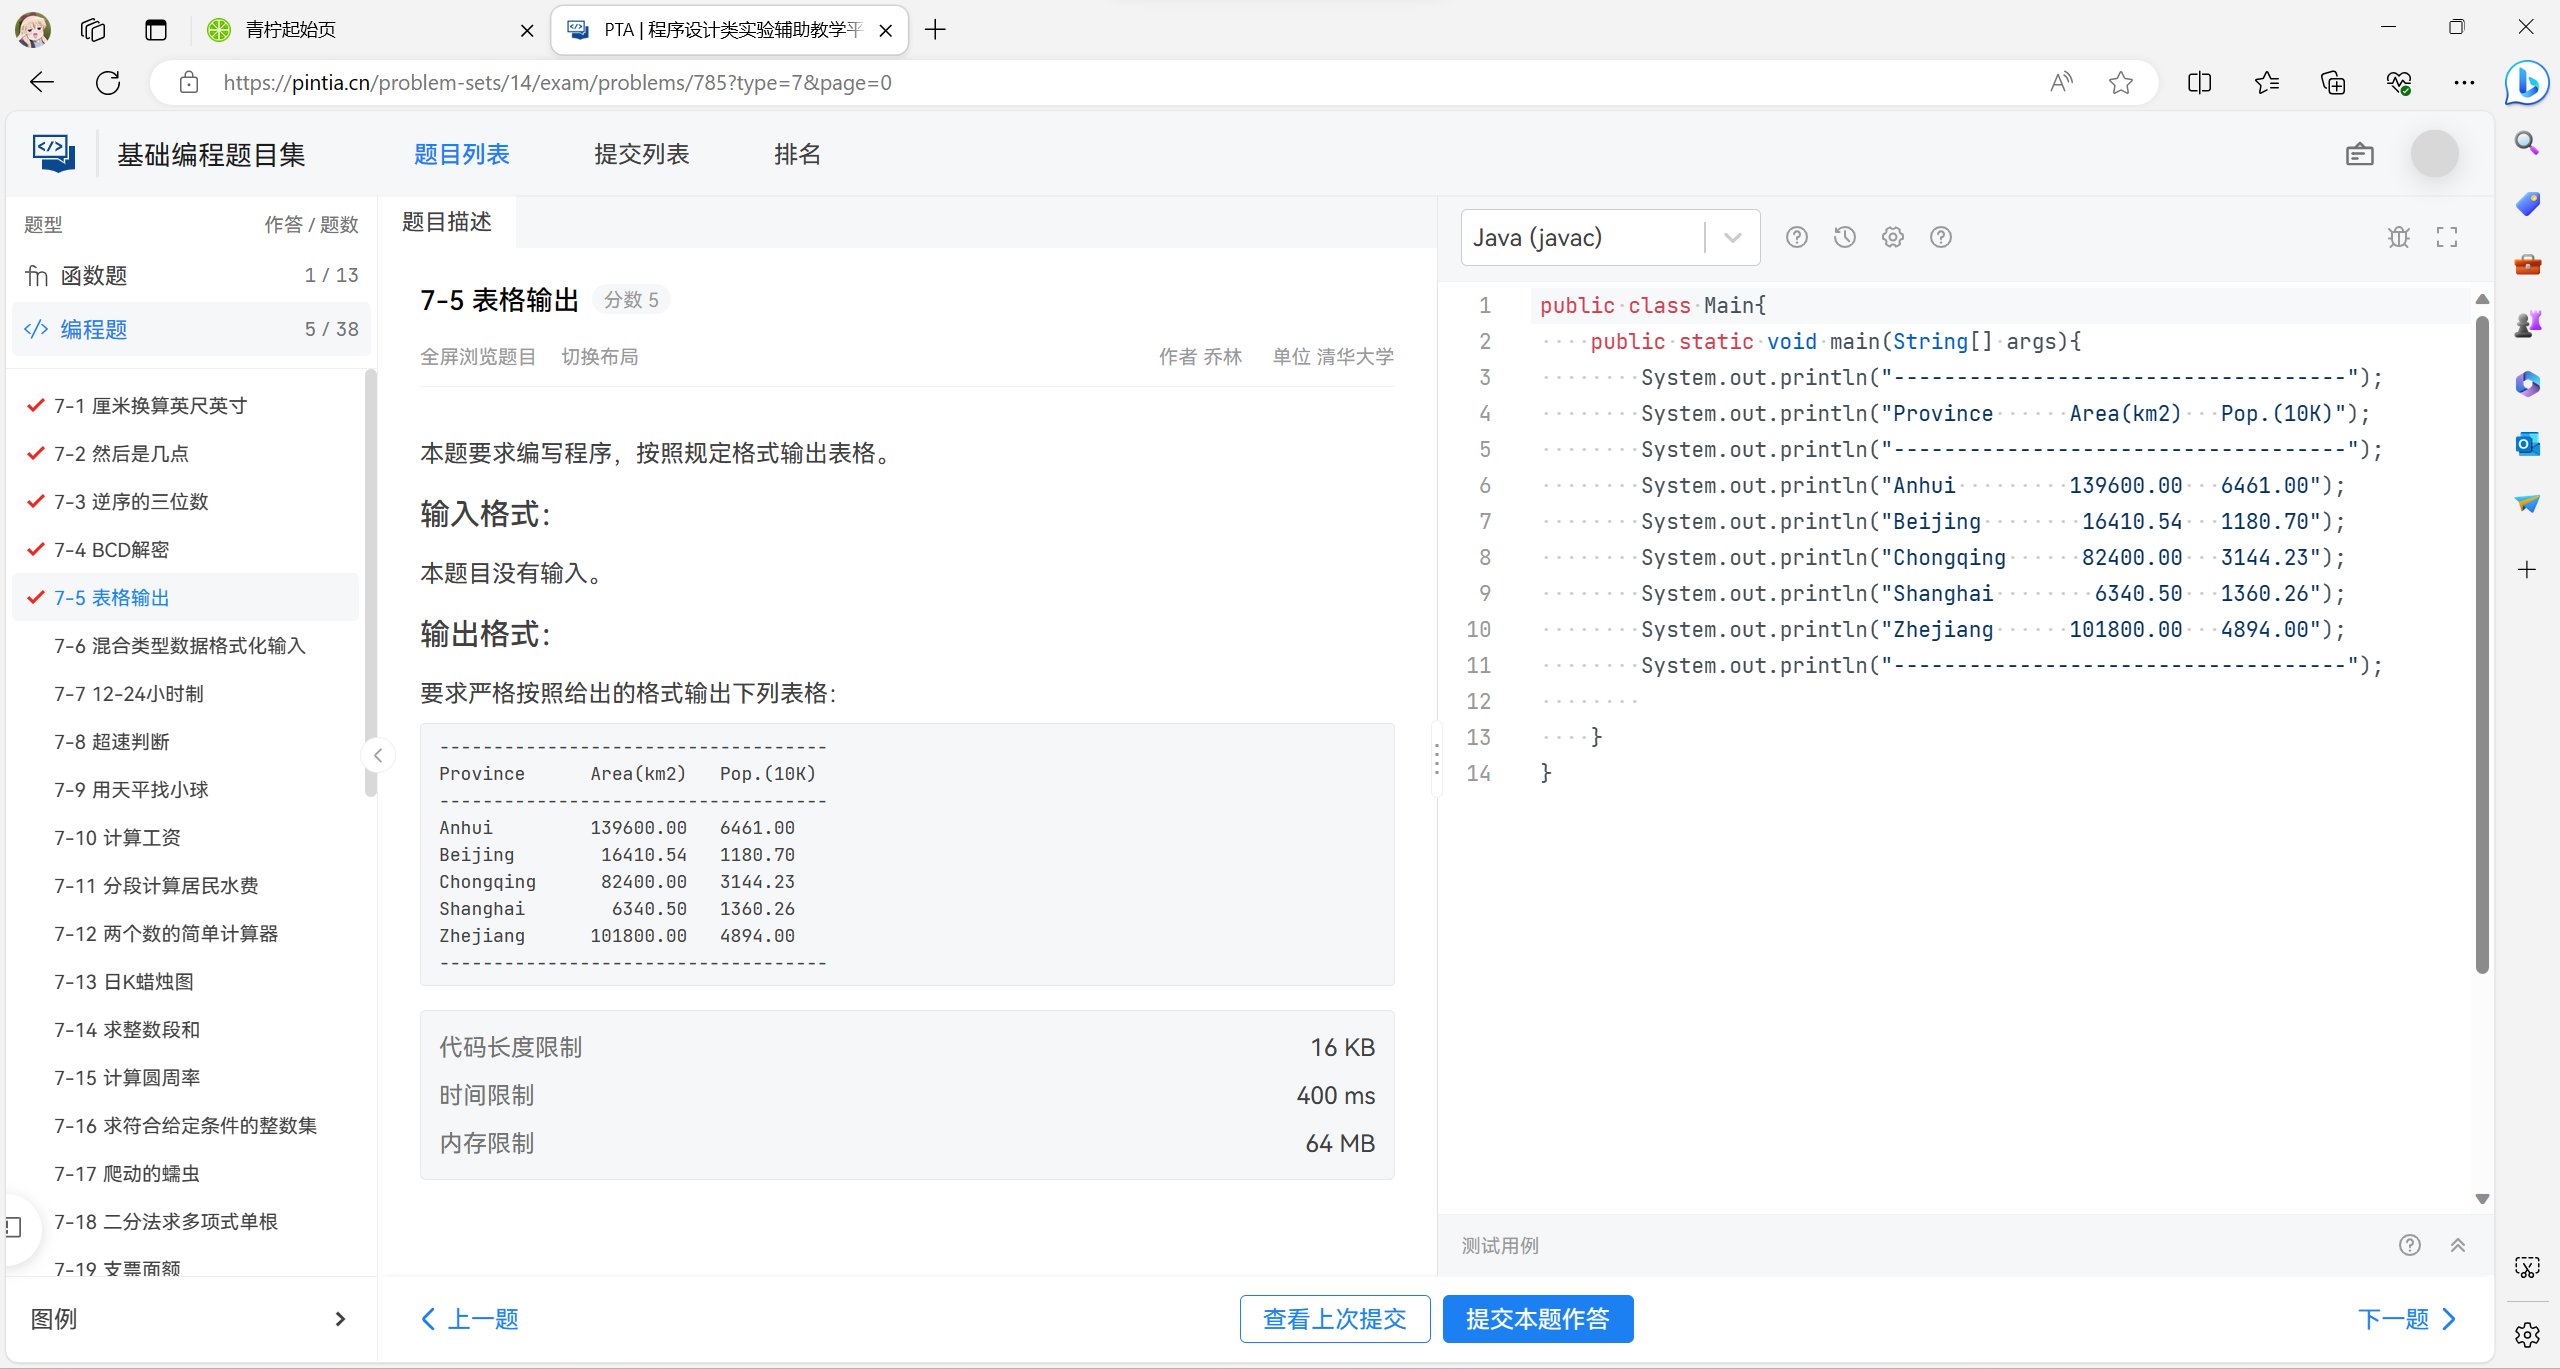 青柠起始页
PTA | 程序设计类实验辅助教学平
https://pintia.cn/problem-sets/14/exam/problems/785?type=7&page=0
基础编程题目集
题目列表
提交列表
排名
题型 作答 / 题数
函数题 1 / 13
编程题 5 / 38
7-1 厘米换算英尺英寸
7-2 然后是几点
7-3 逆序的三位数
7-4 BCD解密
7-5 表格输出
7-6 混合类型数据格式化输入
7-7 12-24小时制
7-8 超速判断
7-9 用天平找小球
7-10 计算工资
7-11 分段计算居民水费
7-12 两个数的简单计算器
7-13 日K蜡烛图
7-14 求整数段和
7-15 计算圆周率
7-16 求符合给定条件的整数集
7-17 爬动的蠕虫
7-18 二分法求多项式单根
7-19 支票面额
图例
题目描述
7-5 表格输出 分数 5
全屏浏览题目 切换布局 作者 乔林 单位 清华大学
本题要求编写程序，按照规定格式输出表格。
输入格式：
本题目没有输入。
输出格式：
要求严格按照给出的格式输出下列表格：
------------------------------------
Province      Area(km2)   Pop.(10K)
------------------------------------
Anhui         139600.00   6461.00
Beijing        16410.54   1180.70
Chongqing      82400.00   3144.23
Shanghai        6340.50   1360.26
Zhejiang      101800.00   4894.00
------------------------------------
代码长度限制 16 KB
时间限制 400 ms
内存限制 64 MB
上一题
查看上次提交
提交本题作答
下一题
Java (javac)
1 public class Main{
2     public static void main(String[] args){
3         System.out.println("------------------------------------");
4         System.out.println("Province      Area(km2)   Pop.(10K)");
5         System.out.println("------------------------------------");
6         System.out.println("Anhui         139600.00   6461.00");
7         System.out.println("Beijing        16410.54   1180.70");
8         System.out.println("Chongqing      82400.00   3144.23");
9         System.out.println("Shanghai        6340.50   1360.26");
10         System.out.println("Zhejiang      101800.00   4894.00");
11         System.out.println("------------------------------------");
12
13     }
14 }
测试用例